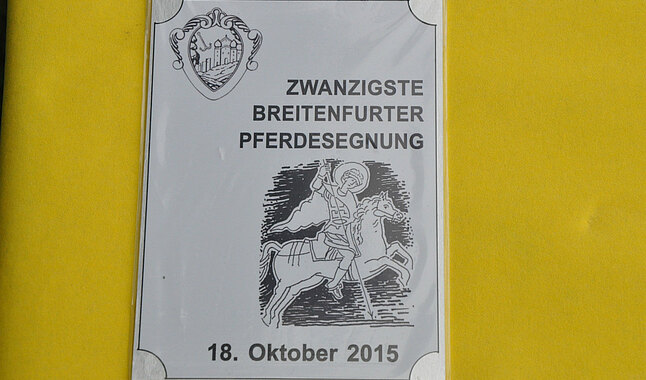 ZWANZIGSTE
BREITENFURTER
PFERDESEGNUNG
18. Oktober 2015